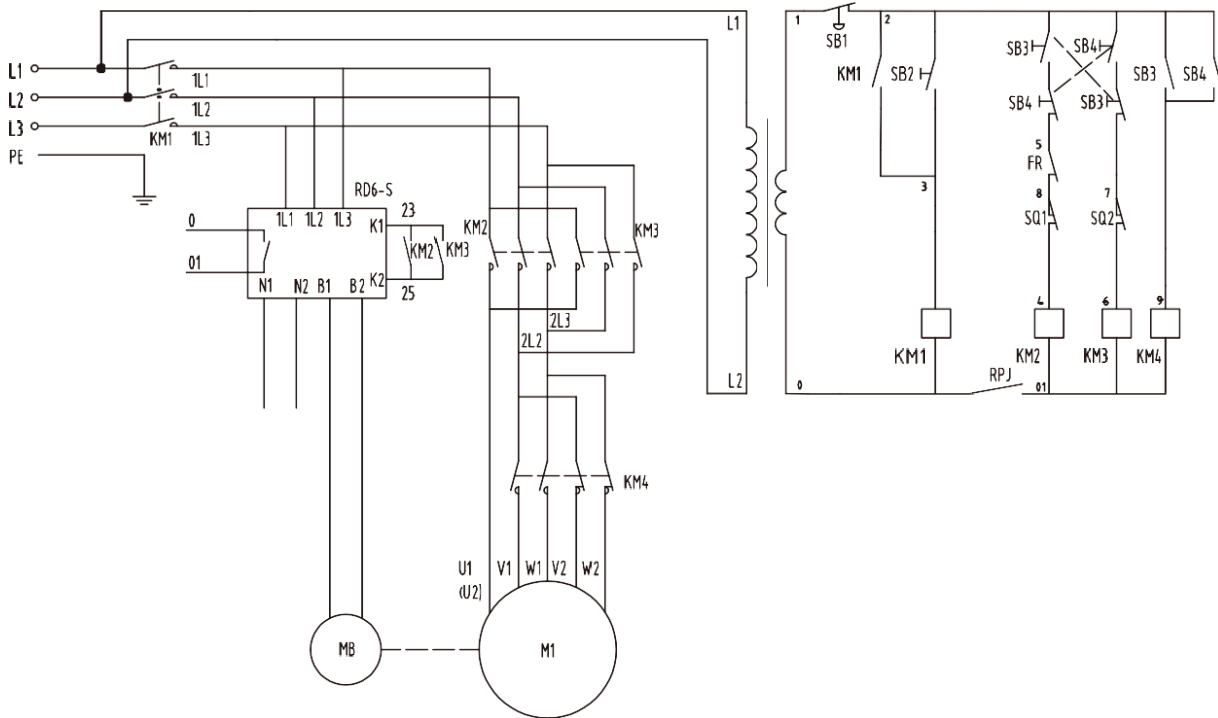 L1
1
2
SB1
SB3
SB4
L1
1L1
KM1
SB2
SB3
SB4
L2
1L2
SB4
SB3
L3
KM1
1L3
PE
5
FR
RD6-S
3
1L1
1L2
1L3
23
8
7
0
K1
KM2
KM3
SQ1
SQ2
KM2
KM3
01
K2
N1
N2
B1
B2
25
4
6
9
2L3
2L2
KM1
KM2
KM3
KM4
L2
0
RPJ
01
KM4
U1
V1
W1
V2
W2
(U2)
MB
M1